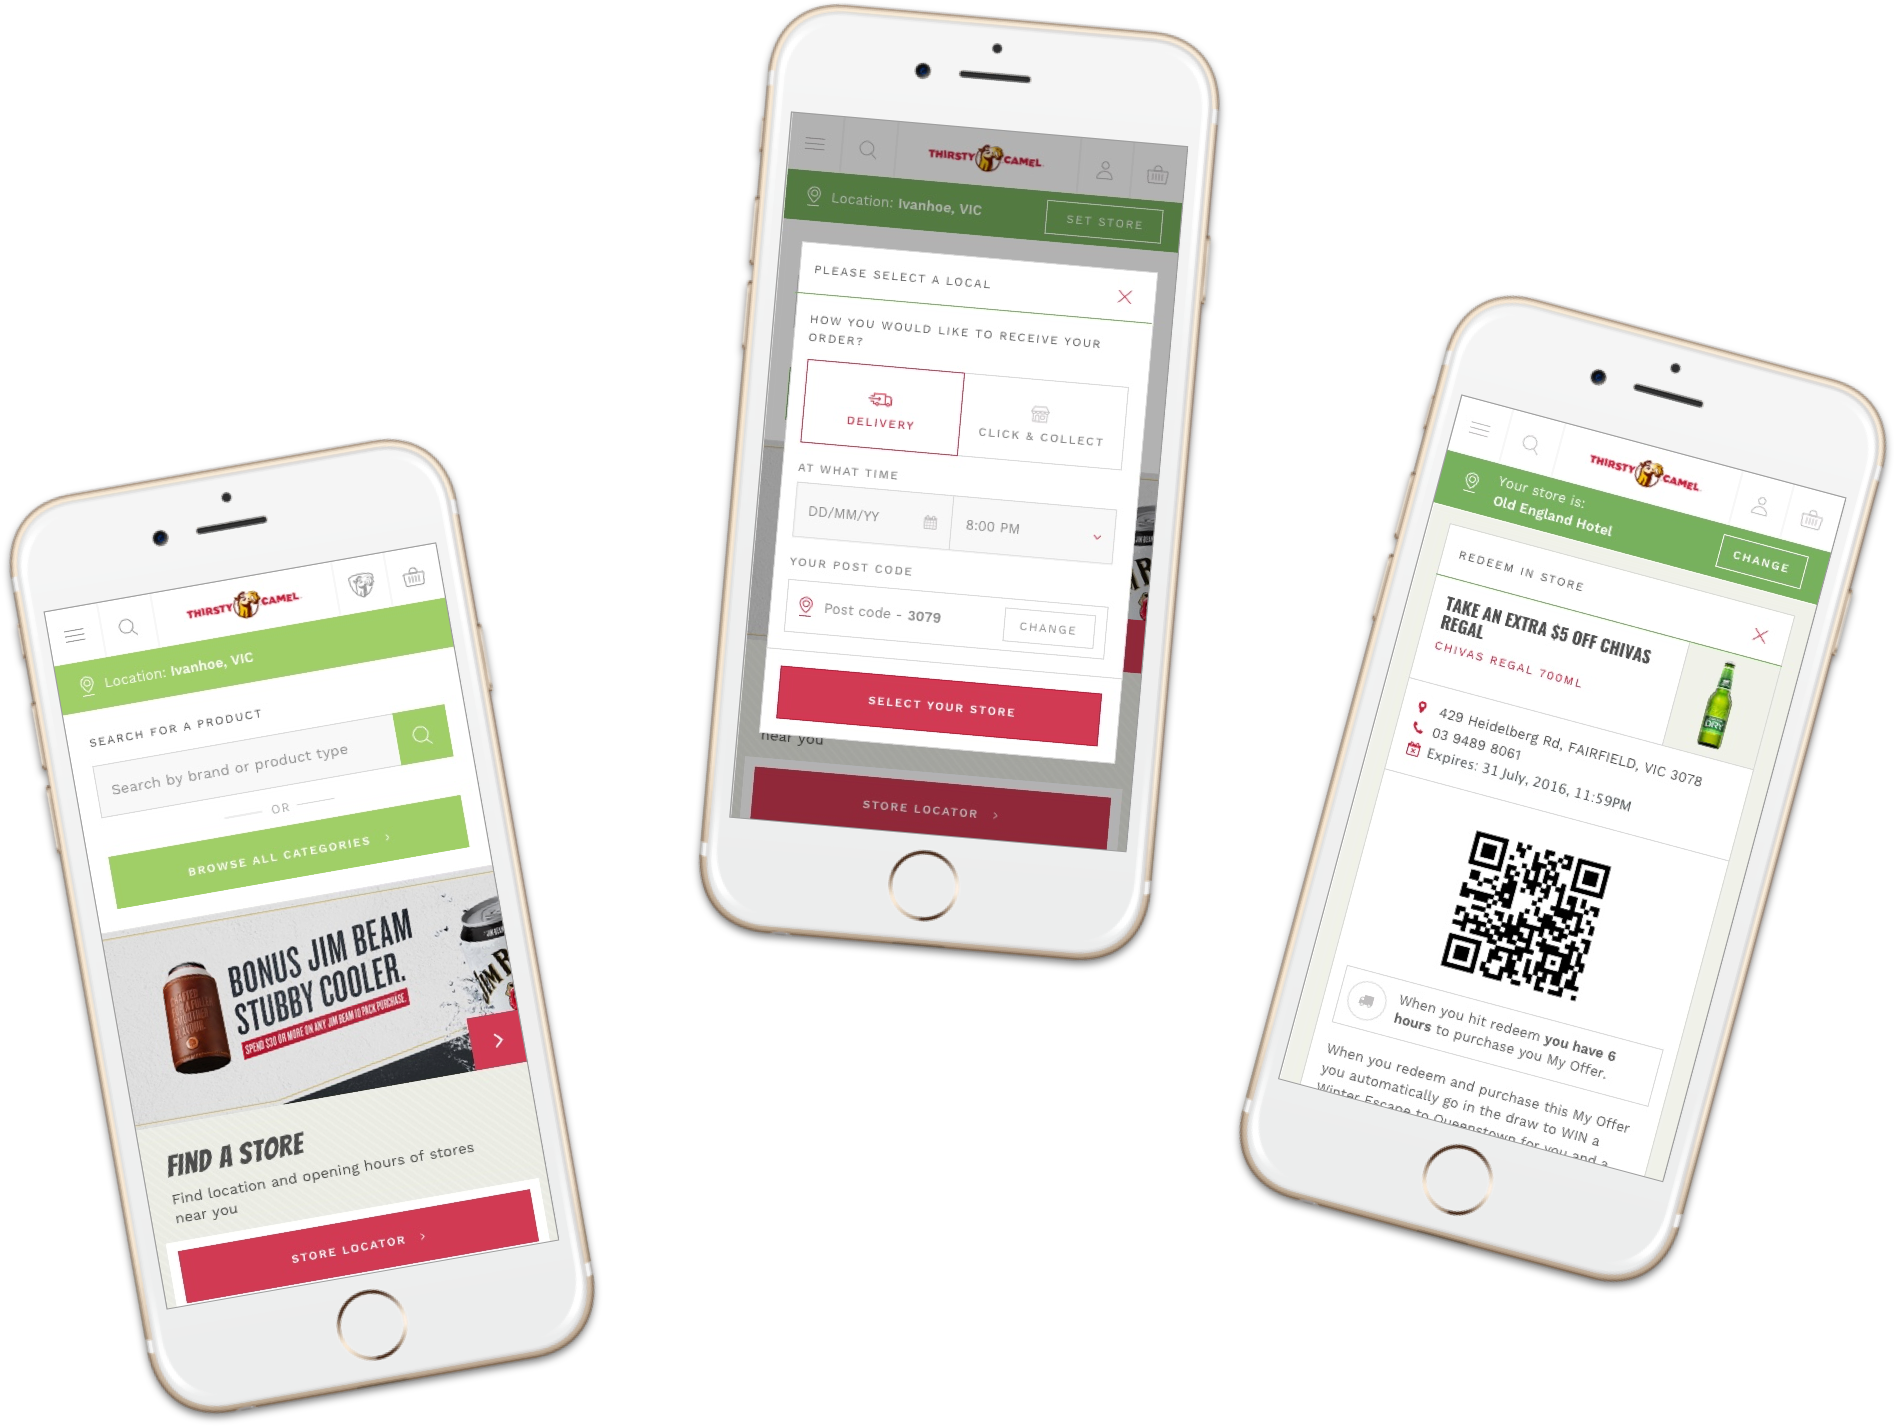 THIRSTY CAMEL
Location: Ivanhoe, VIC
SEARCH FOR A PRODUCT
Search by brand or product type
OR
BROWSE ALL CATEGORIES
CRAFTED
FOR A FULLER
SMOOTHER
FLAVOUR.
BONUS JIM BEAM
STUBBY COOLER.
SPEND $30 OR MORE ON ANY JIM BEAM 10 PACK PURCHASE.
FIND A STORE
Find location and opening hours of stores
near you
STORE LOCATOR
THIRSTY CAMEL
Location: Ivanhoe, VIC
SET STORE
PLEASE SELECT A LOCAL
HOW YOU WOULD LIKE TO RECEIVE YOUR
ORDER?
DELIVERY
CLICK & COLLECT
AT WHAT TIME
DD/MM/YY
8:00 PM
YOUR POST CODE
Post code - 3079
CHANGE
SELECT YOUR STORE
near you
STORE LOCATOR
THIRSTY CAMEL
Your store is:
Old England Hotel
CHANGE
REDEEM IN STORE
TAKE AN EXTRA $5 OFF CHIVAS
REGAL
CHIVAS REGAL 700ML
DRY
429 Heidelberg Rd, FAIRFIELD, VIC 3078
03 9489 8061
Expires: 31 July, 2016, 11:59PM
When you hit redeem you have 6
hours to purchase you My Offer.
When you redeem and purchase this My Offer
you automatically go in the draw to WIN a
Winter Escape to Queenstown for you and a